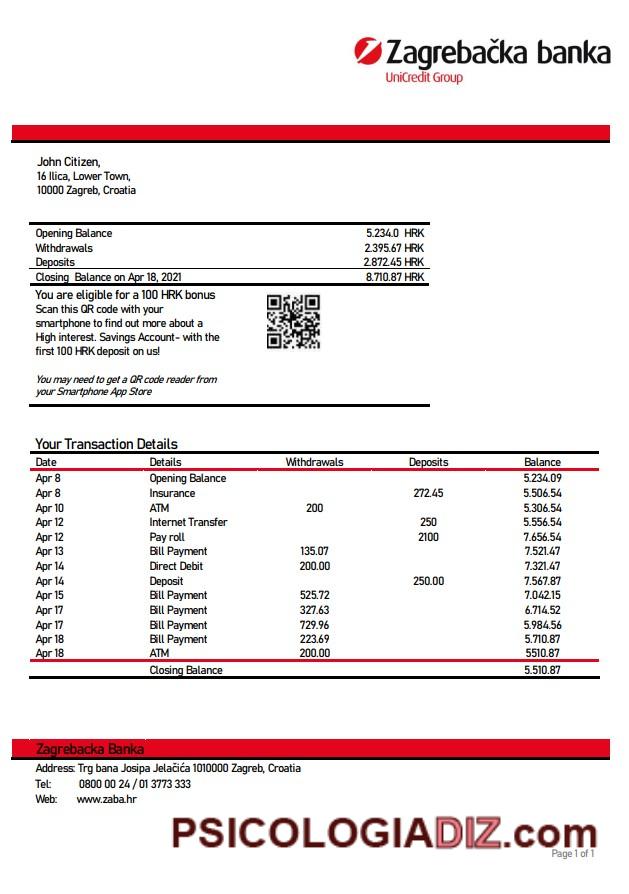 Zagrebačka banka
UniCredit Group
John Citizen,
16 Ilica, Lower Town,
10000 Zagreb, Croatia
Opening Balance 5.234.0 HRK
Withdrawals 2.395.67 HRK
Deposits 2.872.45 HRK
Closing Balance on Apr 18, 2021 8.710.87 HRK
You are eligible for a 100 HRK bonus
Scan this QR code with your
smartphone to find out more about a
High interest. Savings Account- with the
first 100 HRK deposit on us!
You may need to get a QR code reader from
your Smartphone App Store
Your Transaction Details
Date Details Withdrawals Deposits Balance
Apr 8 Opening Balance 5.234.09
Apr 8 Insurance 272.45 5.506.54
Apr 10 ATM 200 5.306.54
Apr 12 Internet Transfer 250 5.556.54
Apr 12 Pay roll 2100 7.656.54
Apr 13 Bill Payment 135.07 7.521.47
Apr 14 Direct Debit 200.00 7.321.47
Apr 14 Deposit 250.00 7.567.87
Apr 15 Bill Payment 525.72 7.042.15
Apr 17 Bill Payment 327.63 6.714.52
Apr 17 Bill Payment 729.96 5.984.56
Apr 18 Bill Payment 223.69 5.710.87
Apr 18 ATM 200.00 5510.87
Closing Balance 5.510.87
Zagrebacka Banka
Address: Trg bana Josipa Jelačića 1010000 Zagreb, Croatia
Tel: 0800 00 24 / 01 3773 333
Web: www.zaba.hr
PSICOLOGIADIZ.com
Page 1 of 1